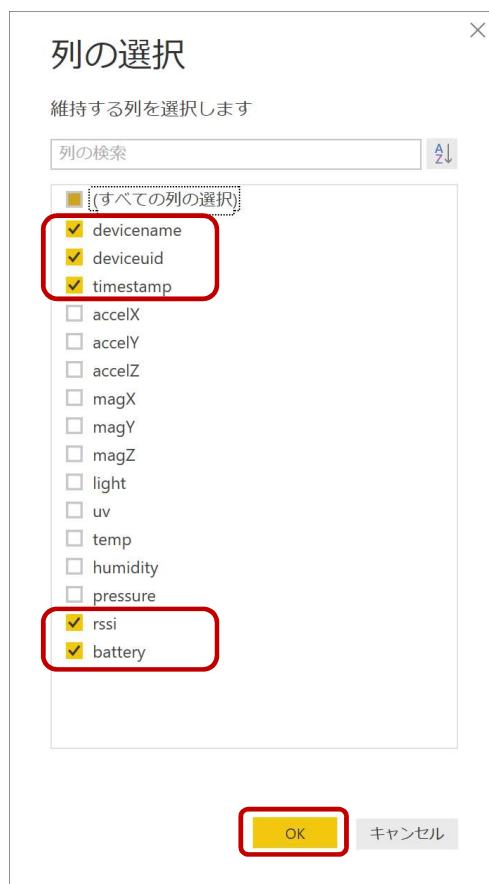 列の選択
維持する列を選択します
列の検索
(すべての列の選択)
devicename
deviceuid
timestamp
accelX
accelY
accelZ
magX
magY
magZ
light
uv
temp
humidity
pressure
rssi
battery
OK キャンセル